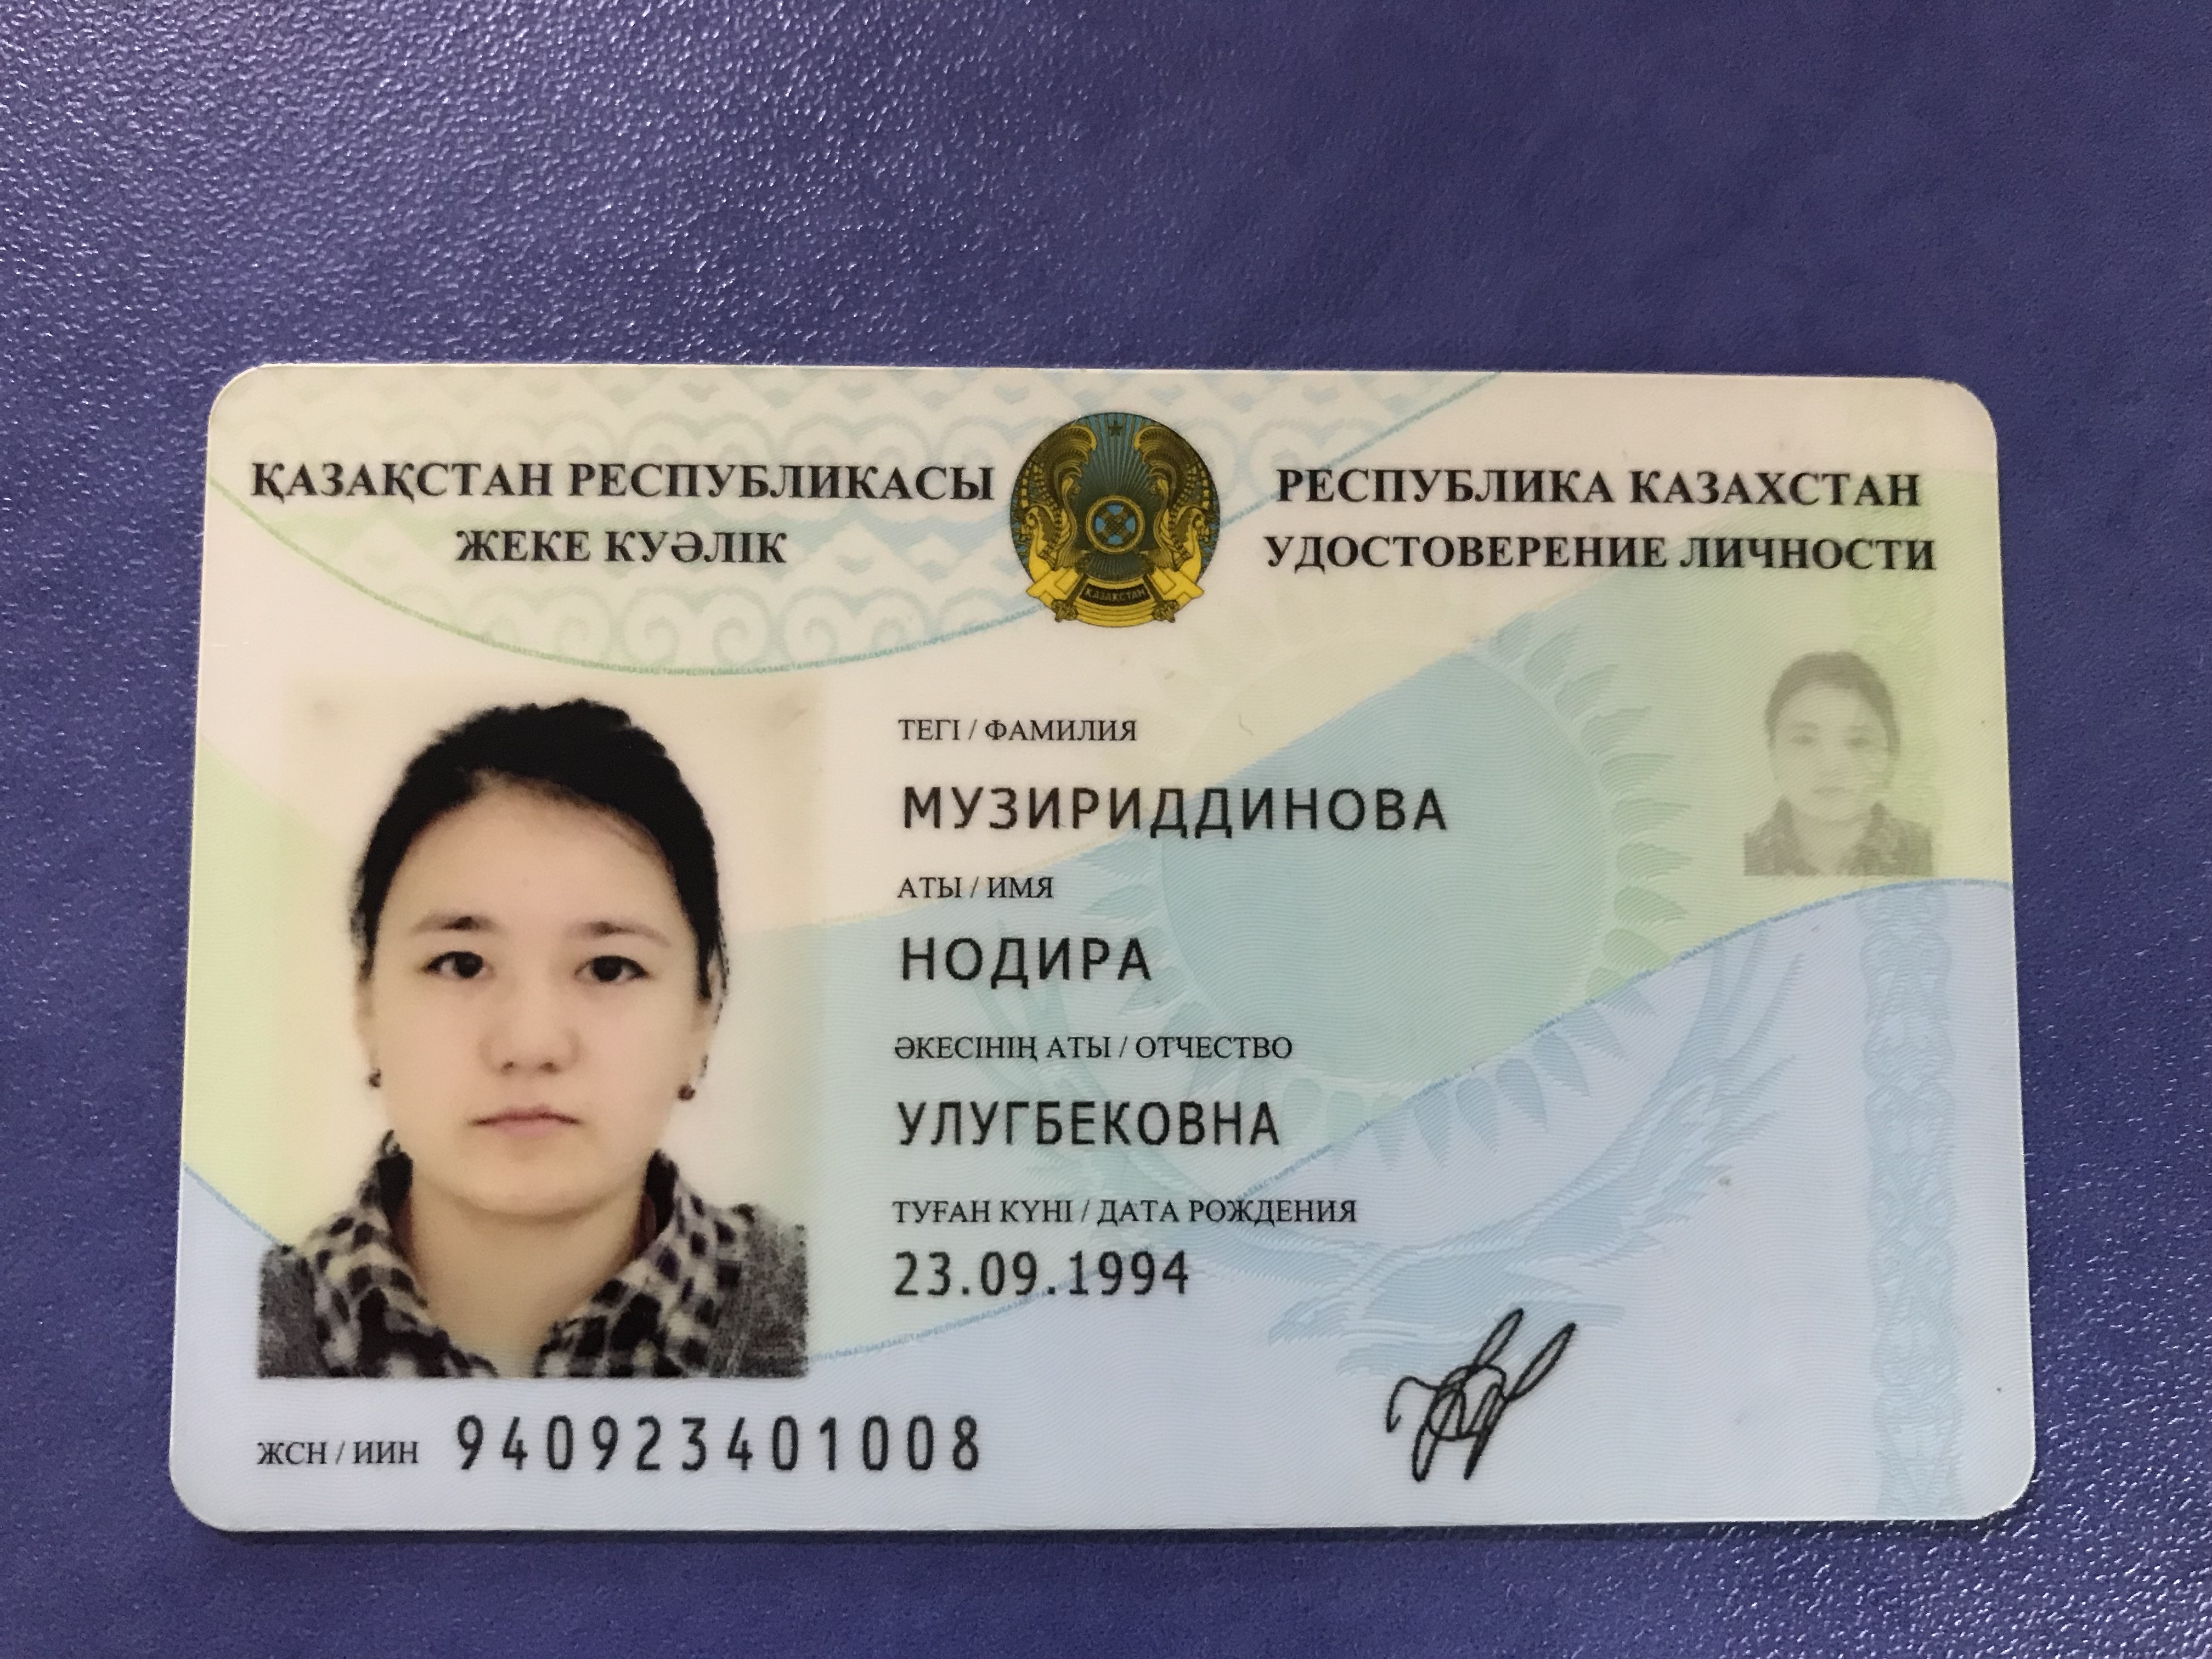 ҚАЗАҚСТАН РЕСПУБЛИКАСЫ
ЖЕКЕ КУӘЛІК
РЕСПУБЛИКА КАЗАХСТАН
УДОСТОВЕРЕНИЕ ЛИЧНОСТИ
ҚАЗАҚСТАН
ТЕГІ / ФАМИЛИЯ
МУЗИРИДДИНОВА
АТЫ / ИМЯ
НОДИРА
ӘКЕСІНІҢ АТЫ / ОТЧЕСТВО
УЛУГБЕКОВНА
ТУҒАН КҮНІ / ДАТА РОЖДЕНИЯ
23.09.1994
ЖСН / ИИН 940923401008